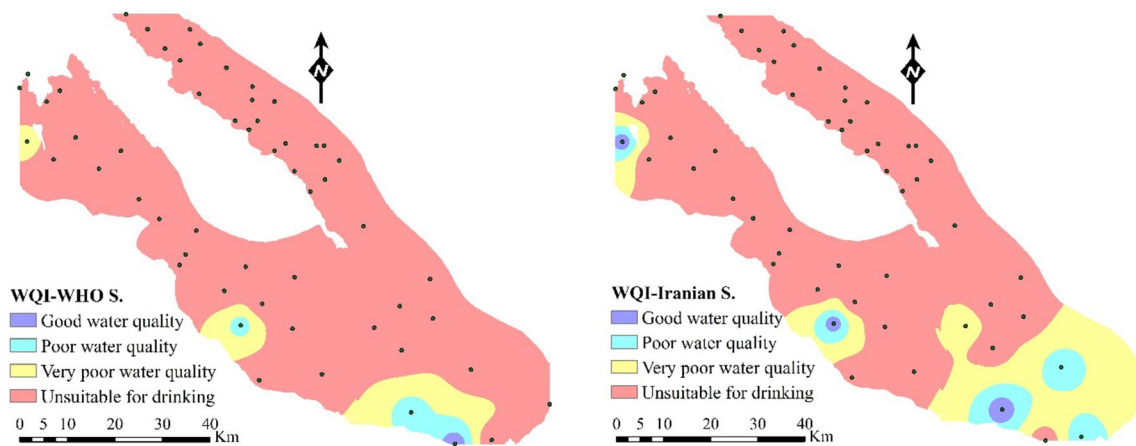 N
WQI-WHO S.
Good water quality
Poor water quality
Very poor water quality
Unsuitable for drinking
0 5 10 20 30 40
Km
N
WQI-Iranian S.
Good water quality
Poor water quality
Very poor water quality
Unsuitable for drinking
0 5 10 20 30 40
Km